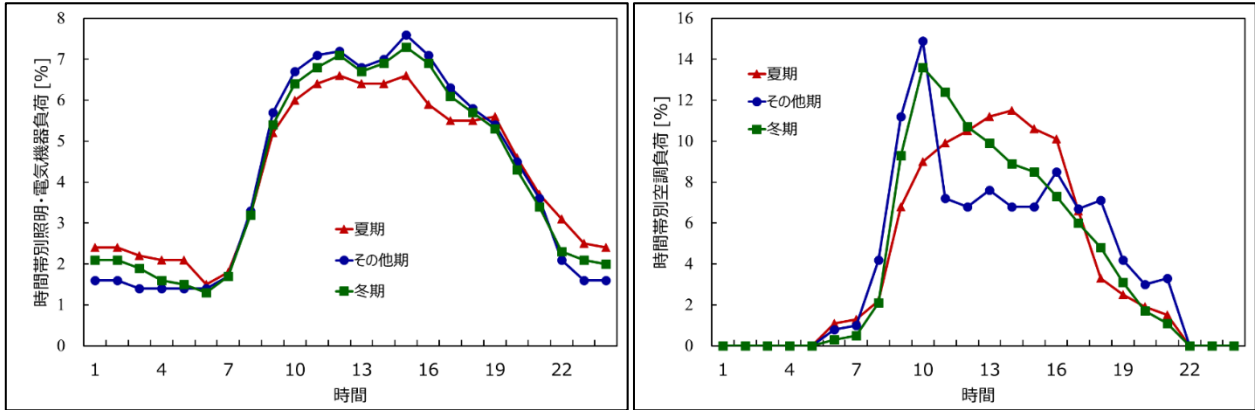 時間帯別照明・電気機器負荷 [%]
8
7
6
5
4
3
2
1
0
夏期
その他期
冬期
1 4 7 10 13 16 19 22
時間
時間帯別空調負荷 [%]
16
14
12
10
8
6
4
2
0
夏期
その他期
冬期
1 4 7 10 13 16 19 22
時間